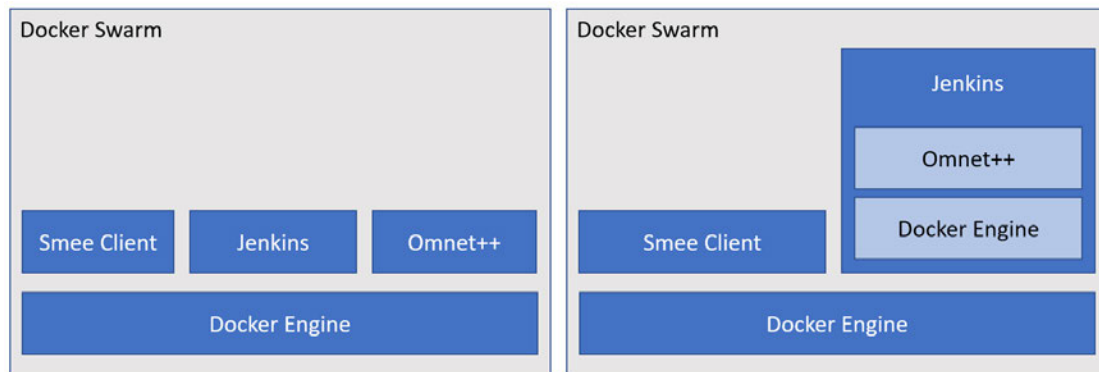 Docker Swarm
Smee Client
Jenkins
Omnet++
Docker Engine
Docker Swarm
Jenkins
Omnet++
Docker Engine
Smee Client
Docker Engine